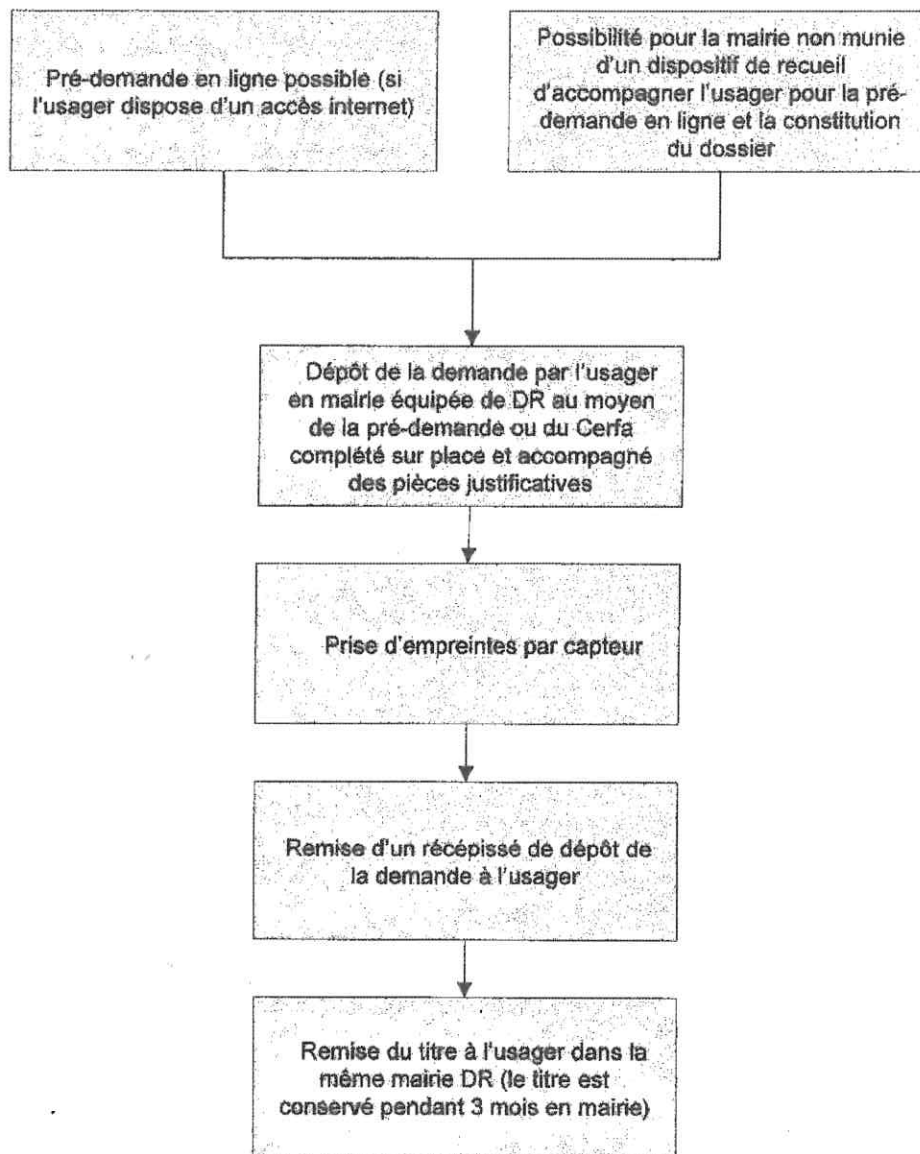 Pré-demande en ligne possible (si
l'usager dispose d'un accès internet)
Possibilité pour la mairie non munie
d'un dispositif de recueil
d'accompagner l'usager pour la pré-
demande en ligne et la constitution
du dossier
Dépôt de la demande par l'usager
en mairie équipée de DR au moyen
de la pré-demande ou du Cerfa
complété sur place et accompagné
des pièces justificatives
Prise d'empreintes par capteur
Remise d'un récépissé de dépôt de
la demande à l'usager
Remise du titre à l'usager dans la
même mairie DR (le titre est
conservé pendant 3 mois en mairie)